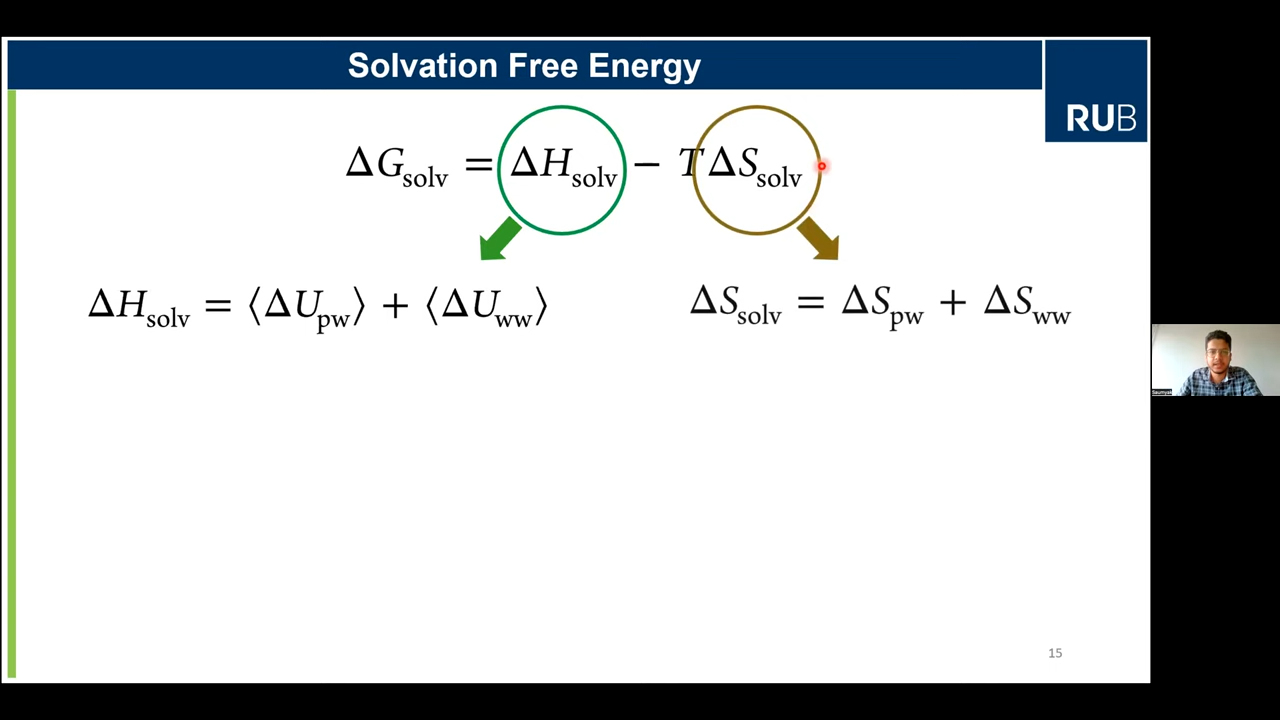 Solvation Free Energy
RUB
ΔG_solv = ΔH_solv − TΔS_solv
ΔH_solv = ⟨ΔU_pw⟩ + ⟨ΔU_ww⟩
ΔS_solv = ΔS_pw + ΔS_ww
15